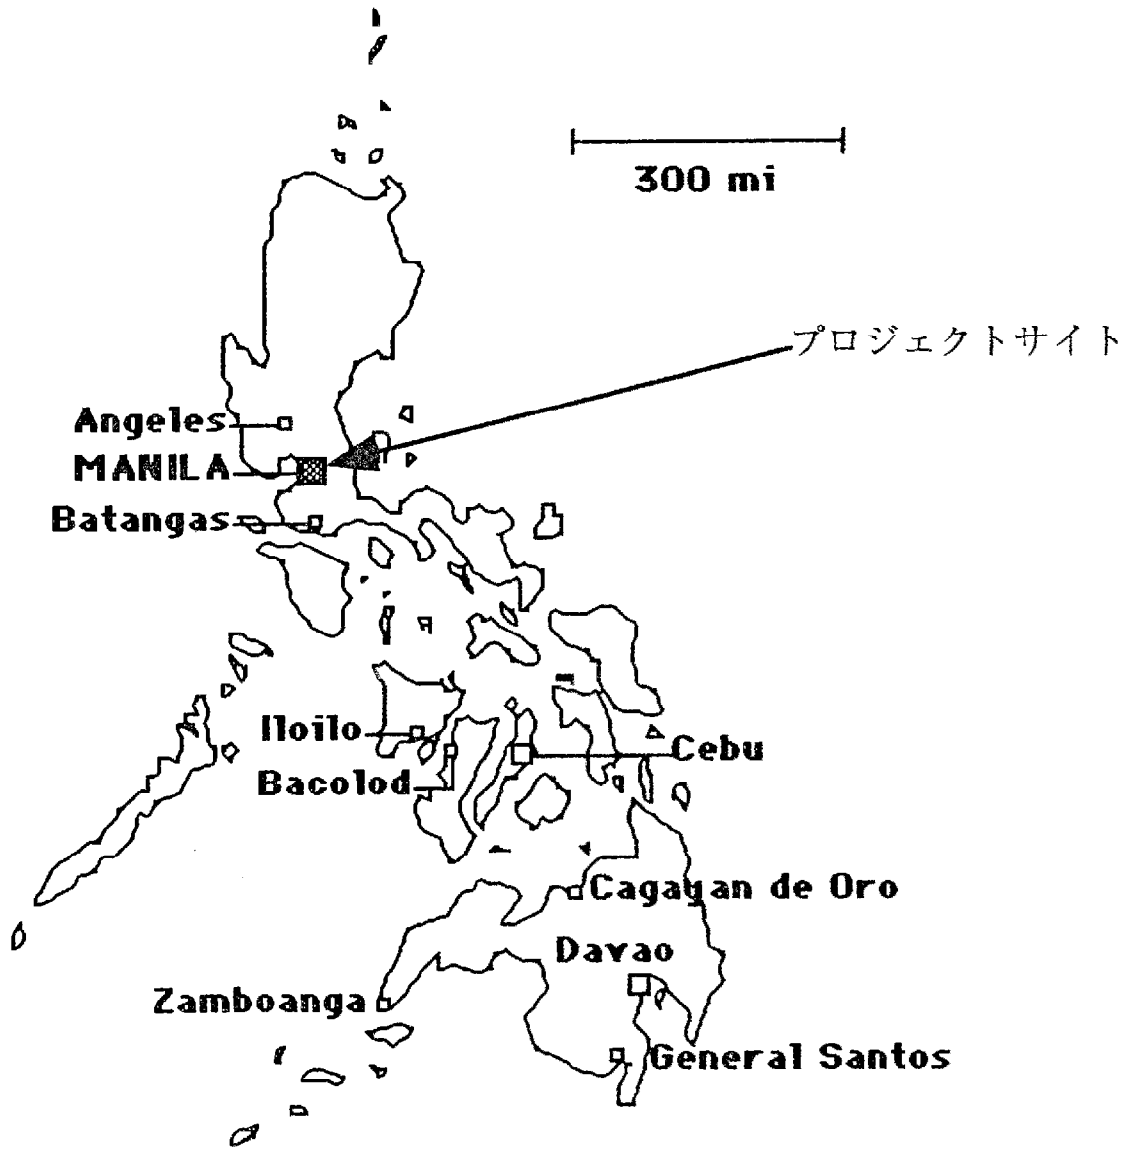 300 mi
プロジェクトサイト
Angeles
MANILA
Batangas
Iloilo
Cebu
Bacolod
Cagayan de Oro
Davao
Zamboanga
General Santos